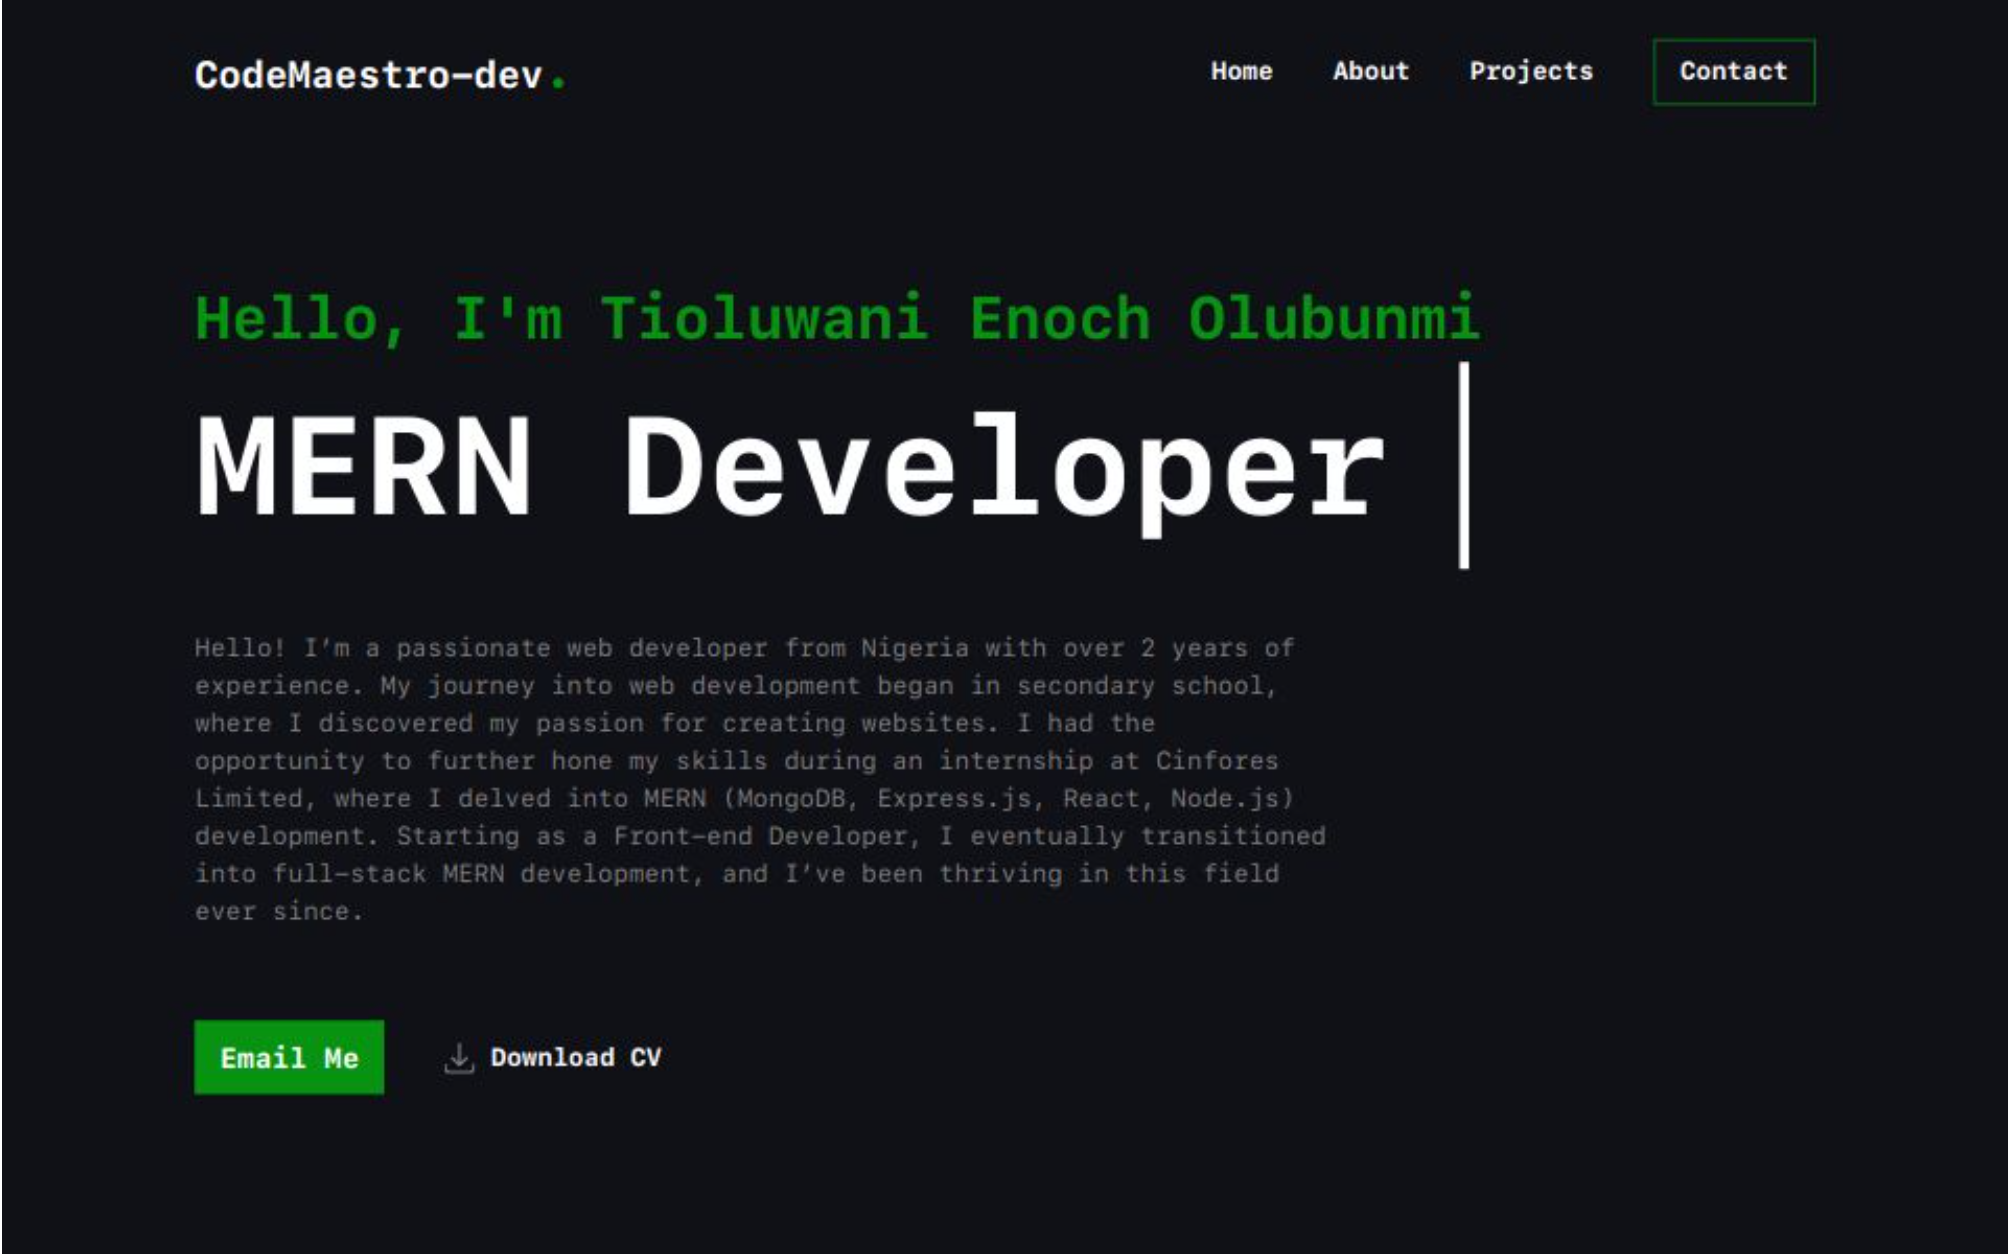 CodeMaestro-dev.
Home About Projects Contact
Hello, I'm Tioluwani Enoch Olubunmi
MERN Developer
Hello! I’m a passionate web developer from Nigeria with over 2 years of
experience. My journey into web development began in secondary school,
where I discovered my passion for creating websites. I had the
opportunity to further hone my skills during an internship at Cinfores
Limited, where I delved into MERN (MongoDB, Express.js, React, Node.js)
development. Starting as a Front-end Developer, I eventually transitioned
into full-stack MERN development, and I’ve been thriving in this field
ever since.
Email Me
Download CV